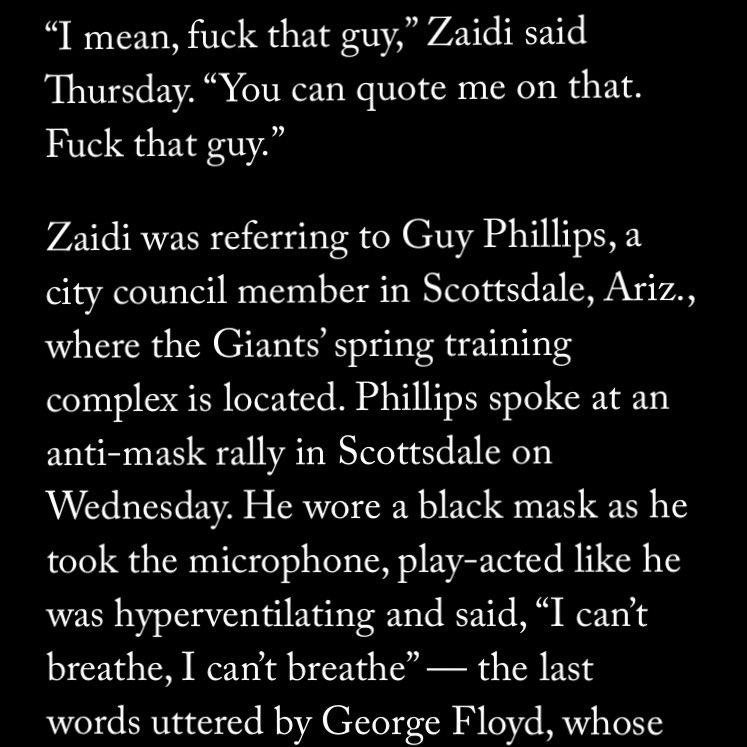 “I mean, fuck that guy,” Zaidi said
Thursday. “You can quote me on that.
Fuck that guy.”
Zaidi was referring to Guy Phillips, a
city council member in Scottsdale, Ariz.,
where the Giants’ spring training
complex is located. Phillips spoke at an
anti-mask rally in Scottsdale on
Wednesday. He wore a black mask as he
took the microphone, play-acted like he
was hyperventilating and said, “I can’t
breathe, I can’t breathe” — the last
words uttered by George Floyd, whose